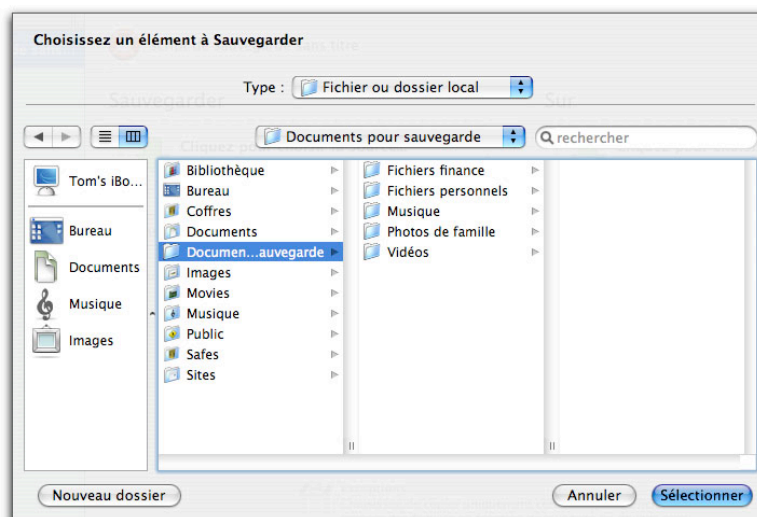 Choisissez un élément à Sauvegarder
Type : Fichier ou dossier local
Documents pour sauvegarde
rechercher
Tom's iBo...
Bureau
Documents
Musique
Images
Bibliothèque
Bureau
Coffres
Documents
Documen...auvegarde
Images
Movies
Musique
Public
Safes
Sites
Fichiers finance
Fichiers personnels
Musique
Photos de famille
Vidéos
Nouveau dossier
Annuler
Sélectionner